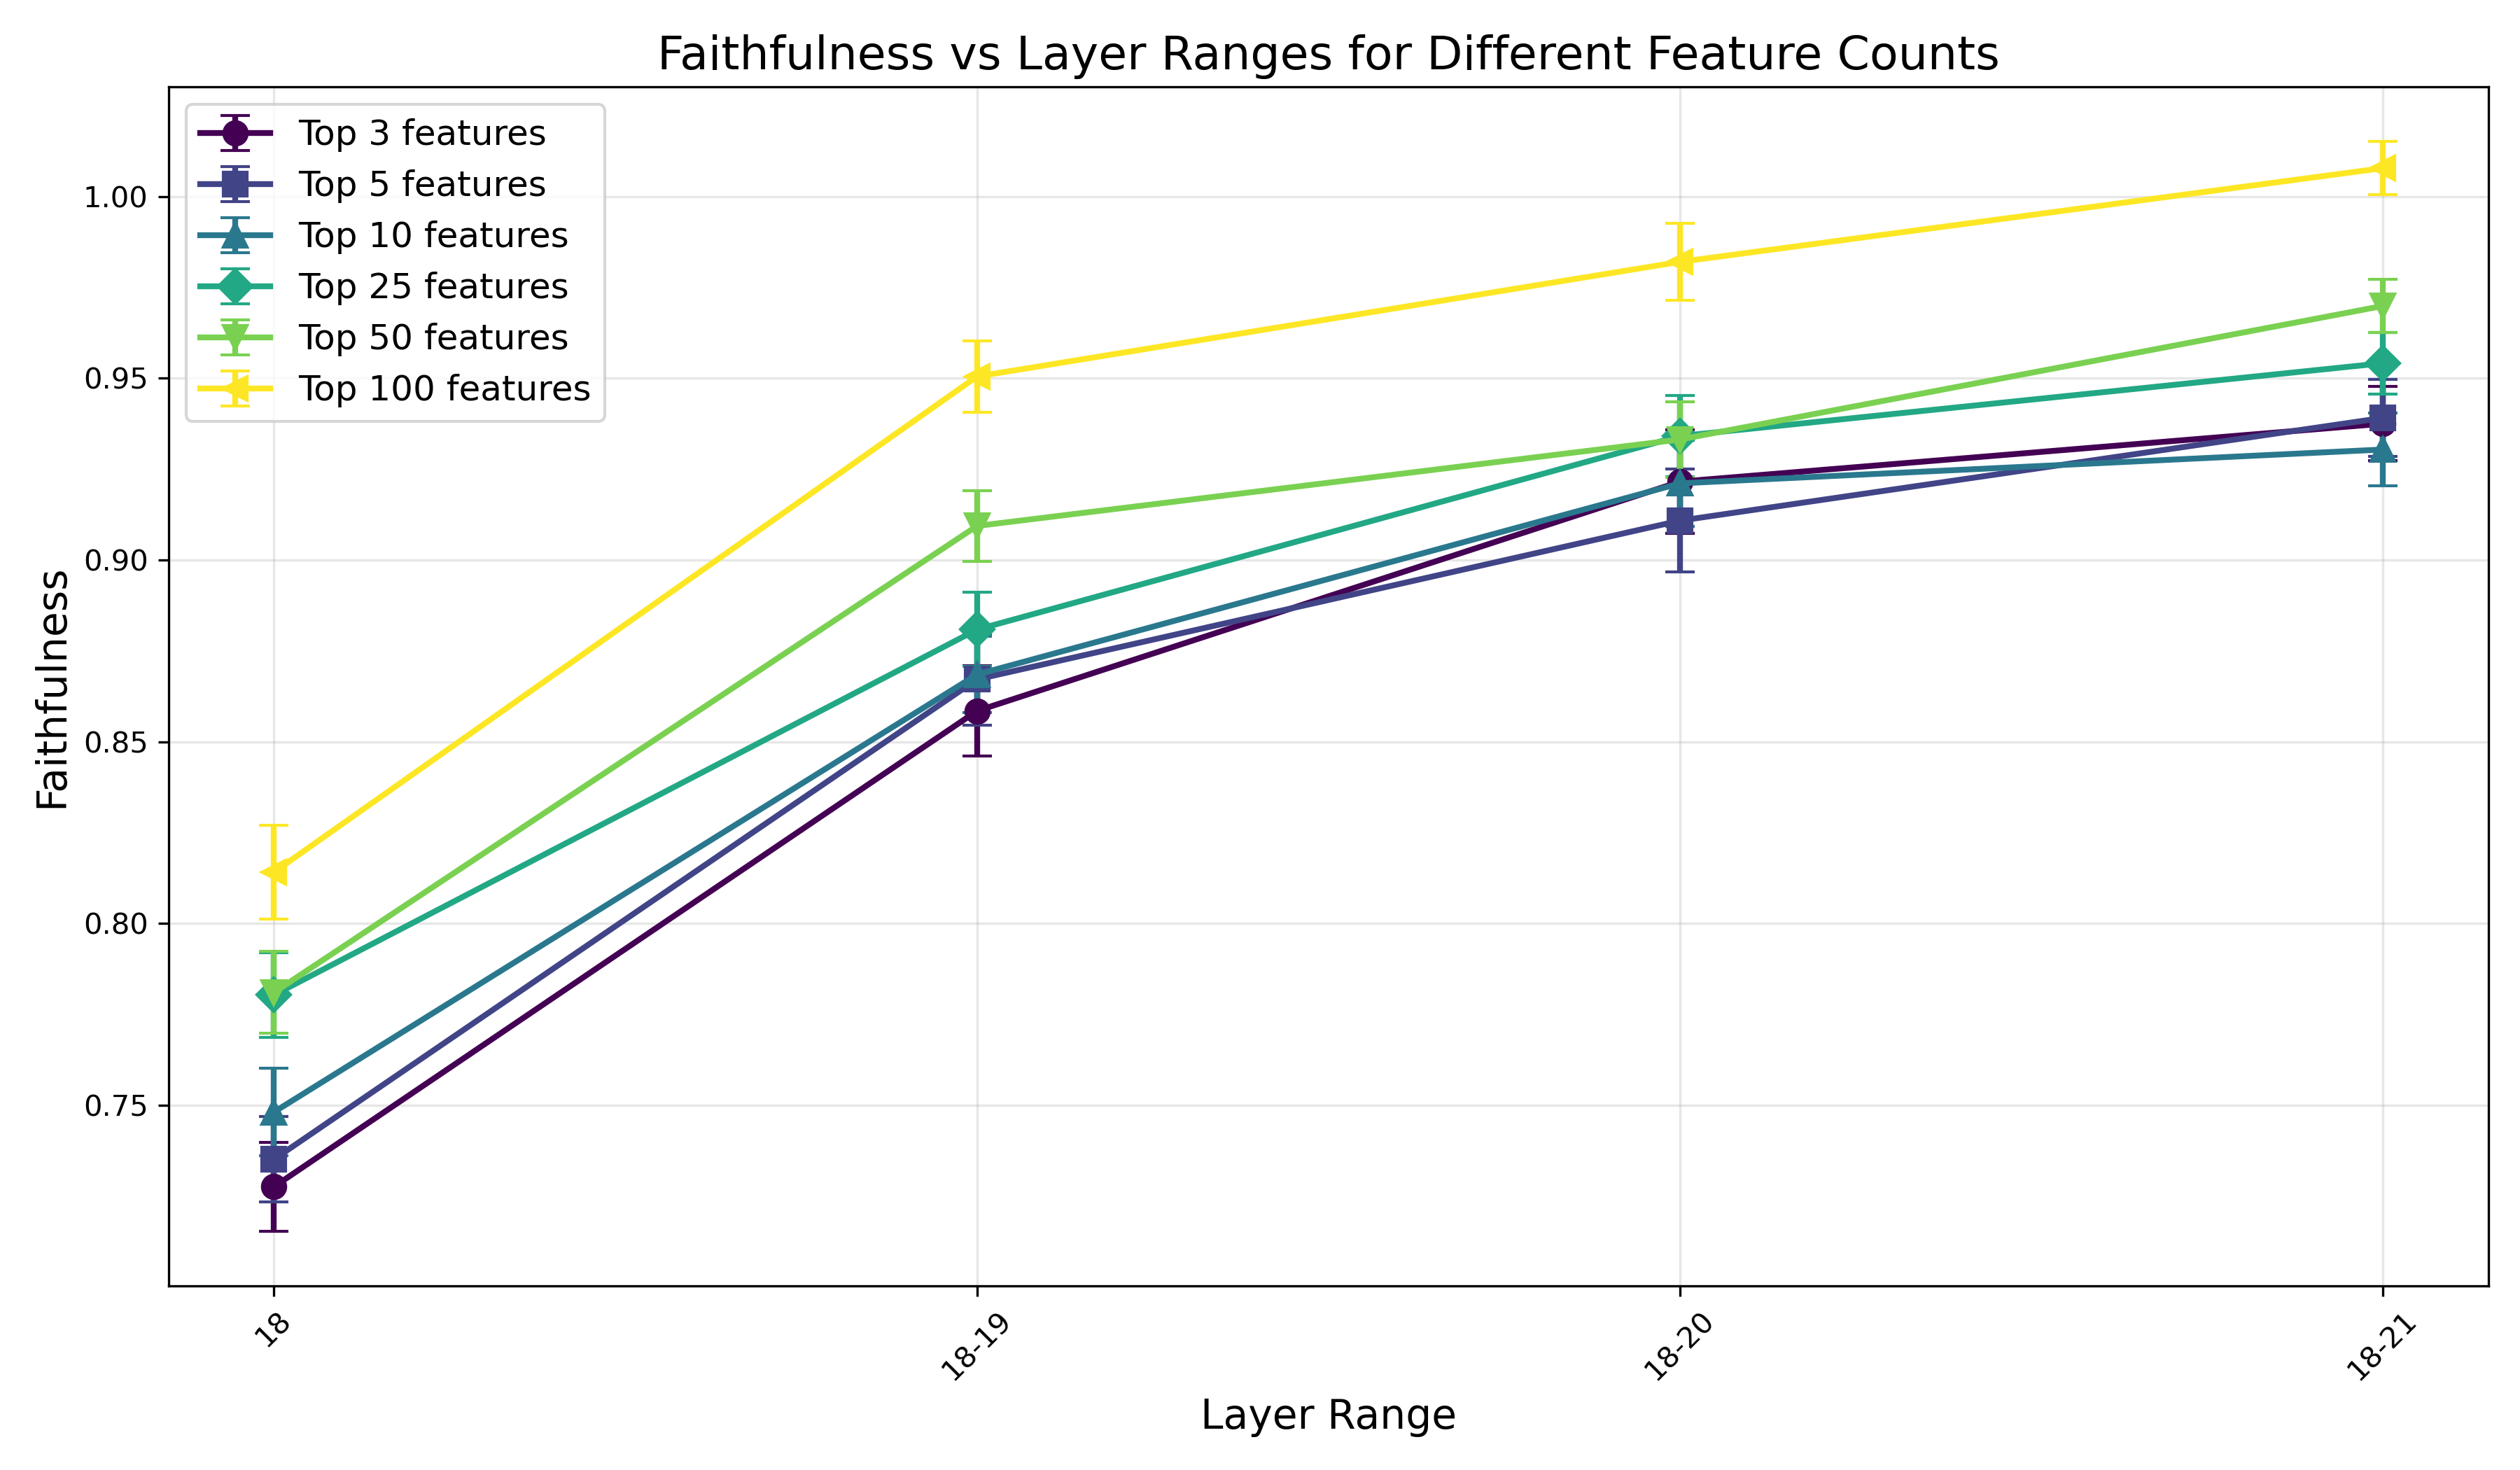 Faithfulness vs Layer Ranges for Different Feature Counts
Top 3 features
Top 5 features
Top 10 features
Top 25 features
Top 50 features
Top 100 features
1.00
0.95
0.90
0.85
0.80
0.75
Faithfulness
18
18-19
18-20
18-21
Layer Range